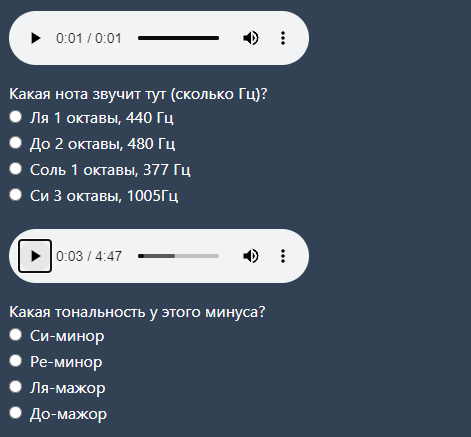 0:01 / 0:01
Какая нота звучит тут (сколько Гц)?
Ля 1 октавы, 440 Гц
До 2 октавы, 480 Гц
Соль 1 октавы, 377 Гц
Си 3 октавы, 1005Гц
0:03 / 4:47
Какая тональность у этого минуса?
Си-минор
Ре-минор
Ля-мажор
До-мажор